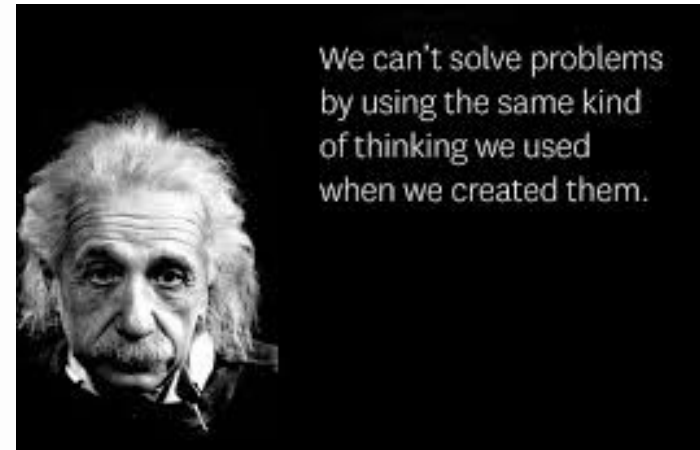 We can't solve problems
by using the same kind
of thinking we used
when we created them.